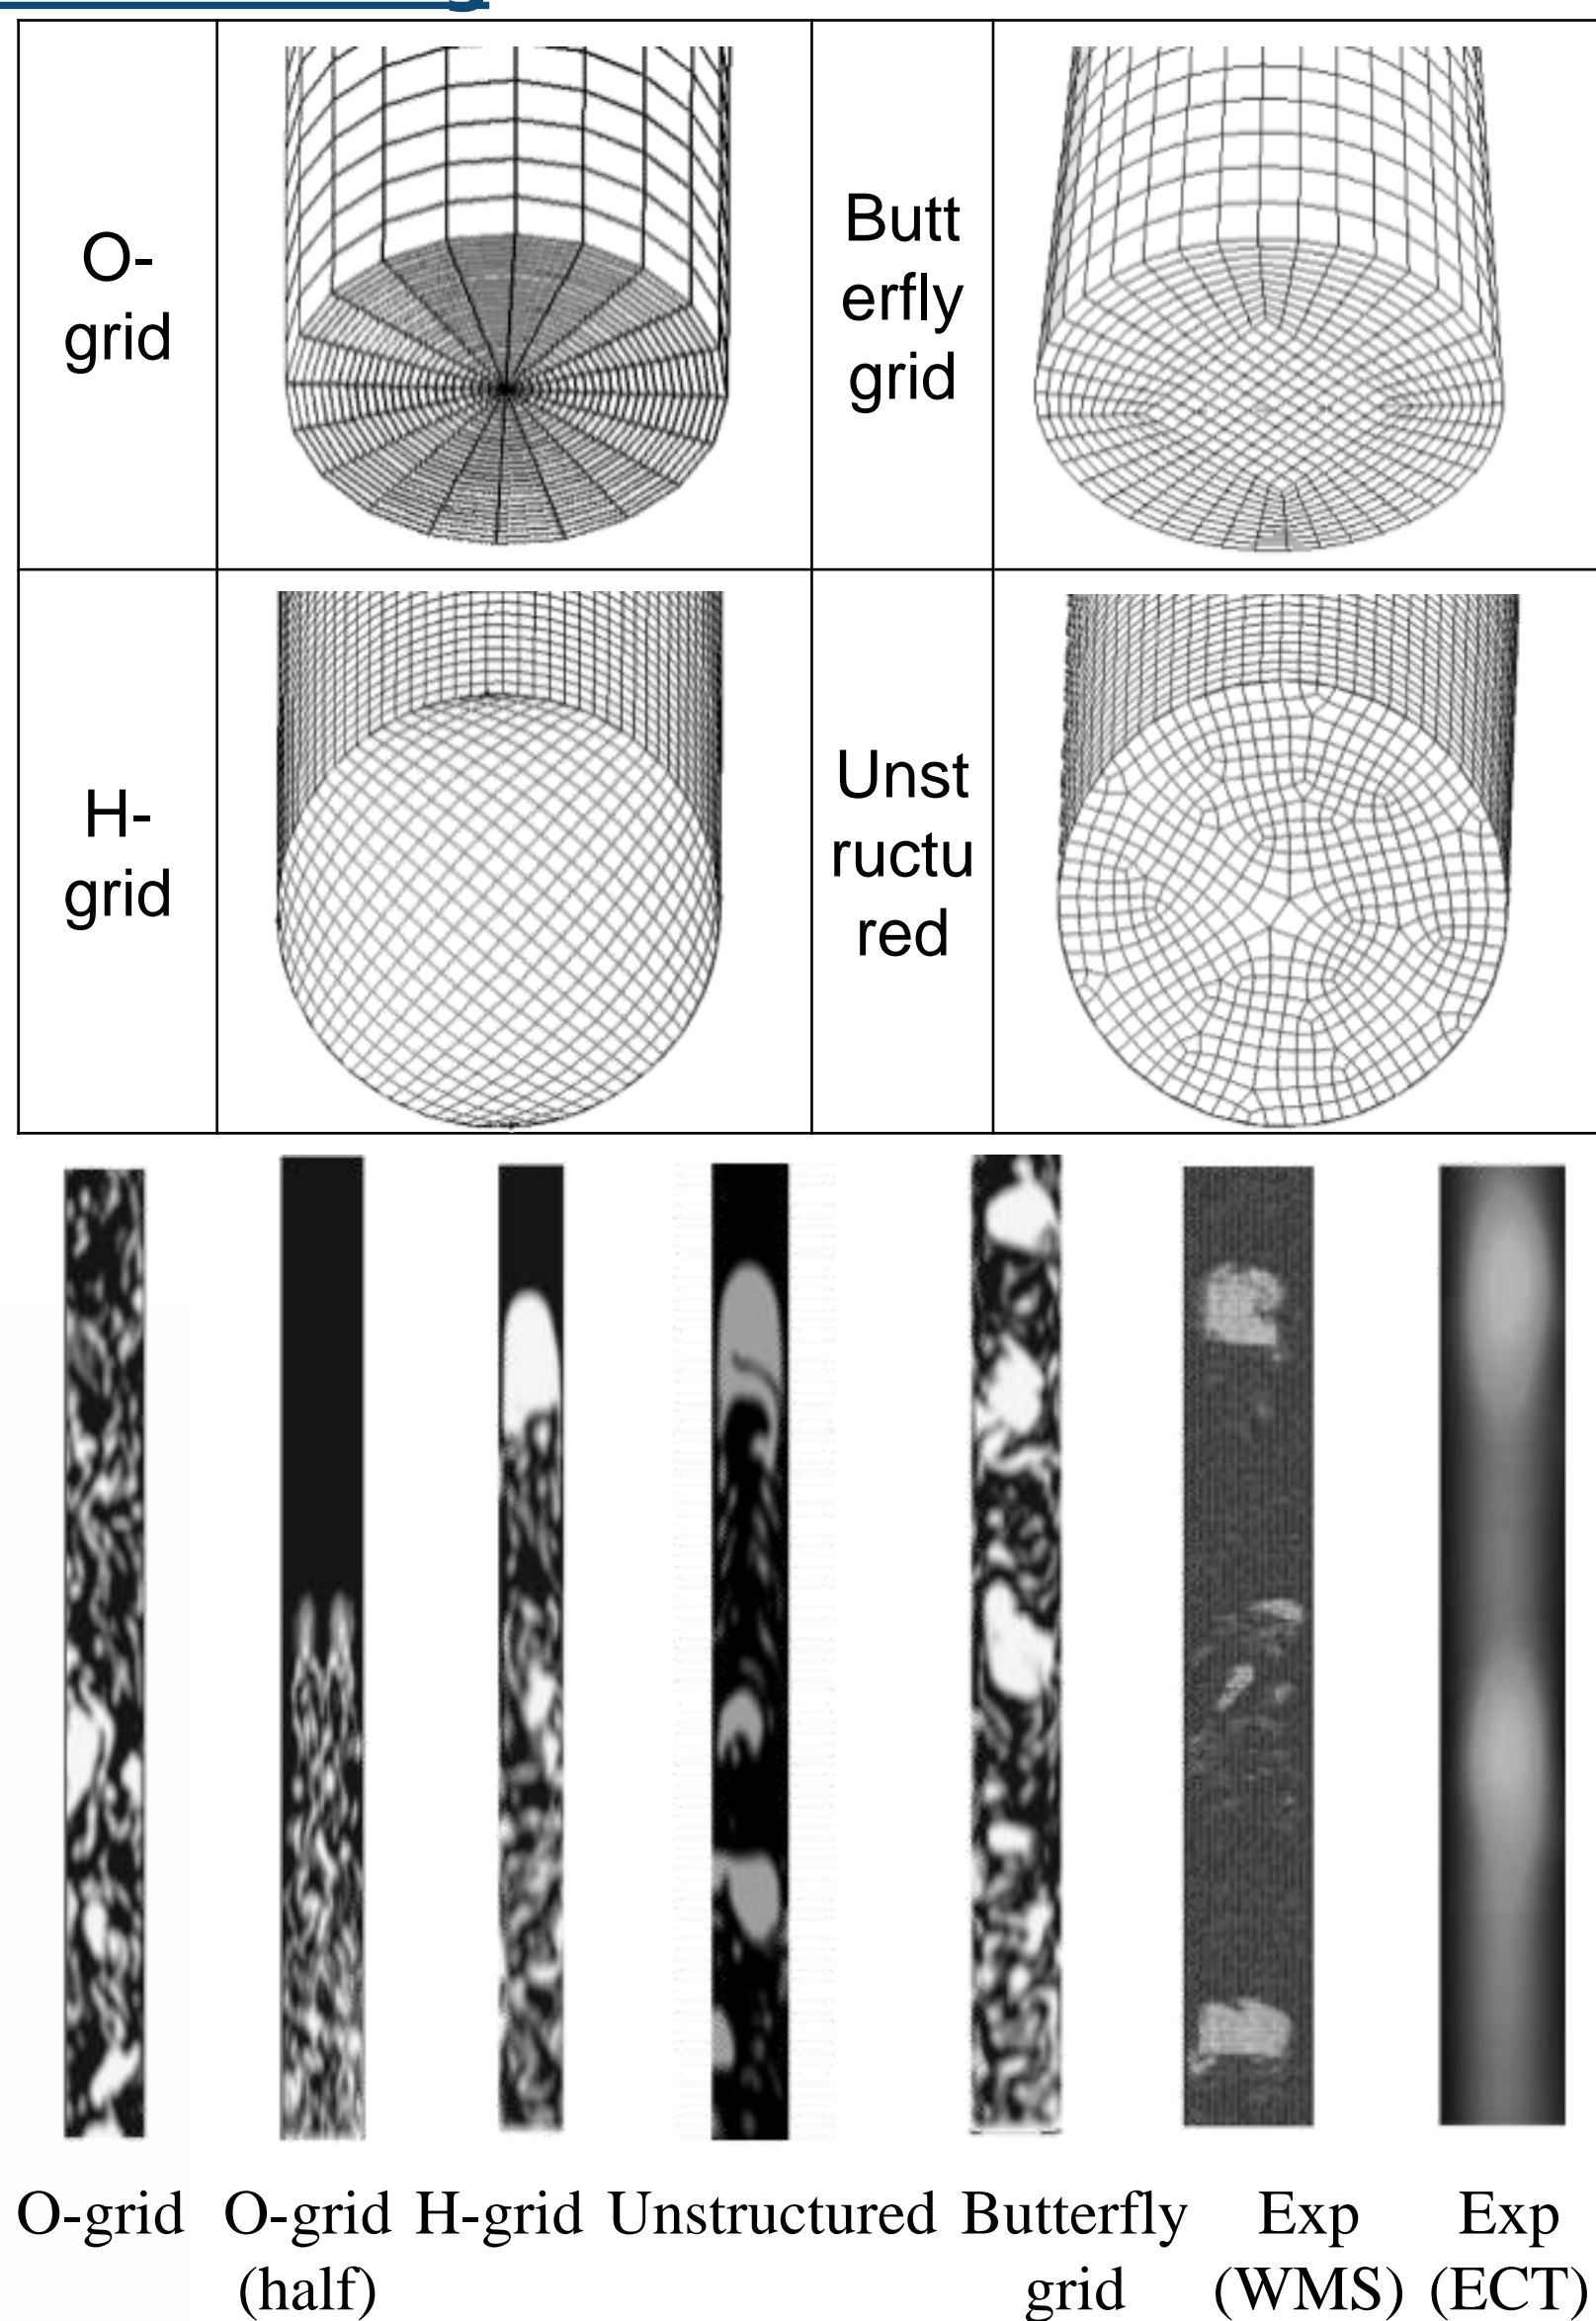 O-
grid
Butt
erfly
grid
H-
grid
Unst
ructu
red
O-grid O-grid H-grid Unstructured Butterfly Exp Exp
(half) grid (WMS) (ECT)